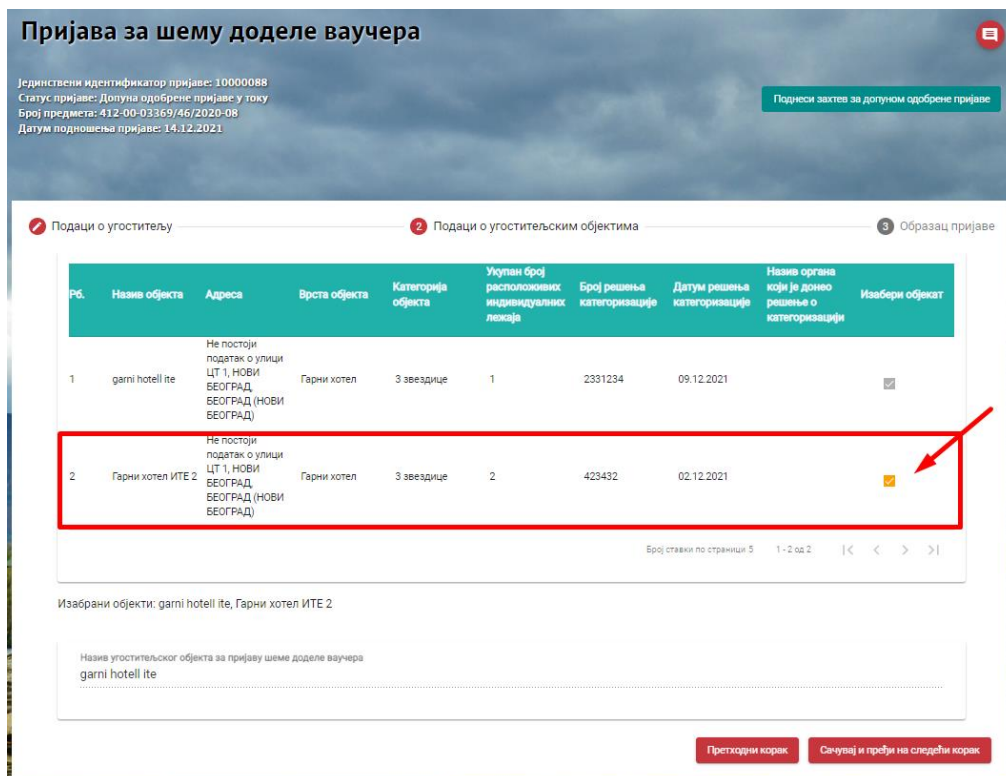 Пријава за шему доделе ваучера
Јединствени идентификатор пријаве: 10000088
Статус пријаве: Допуна одобрене пријаве у току
Број предмета: 412-00-03369/46/2020-08
Датум подношења пријаве: 14.12.2021
Поднеси захтев за допуном одобрене пријаве
Подаци о угоститељу
2 Подаци о угоститељским објектима
3 Образац пријаве
Рб.
Назив објекта
Адреса
Врста објекта
Категорија
објекта
Укупан број
расположивих
индивидуалних
лежаја
Број решења
категоризације
Датум решења
категоризације
Назив органа
који је донео
решење о
категоризацији
Изабери објекат
1
garni hotell ite
Не постоји
податак о улици
ЦТ 1, НОВИ
БЕОГРАД,
БЕОГРАД (НОВИ
БЕОГРАД)
Гарни хотел
3 звездице
1
2331234
09.12.2021
2
Гарни хотел ИТЕ 2
Не постоји
податак о улици
ЦТ 1, НОВИ
БЕОГРАД,
БЕОГРАД (НОВИ
БЕОГРАД)
Гарни хотел
3 звездице
2
423432
02.12.2021
Број ставки по страници 5 1 - 2 од 2
Изабрани објекти: garni hotell ite, Гарни хотел ИТЕ 2
Назив угоститељског објекта за пријаву шеме доделе ваучера
garni hotell ite
Претходни корак
Сачувај и пређи на следећи корак